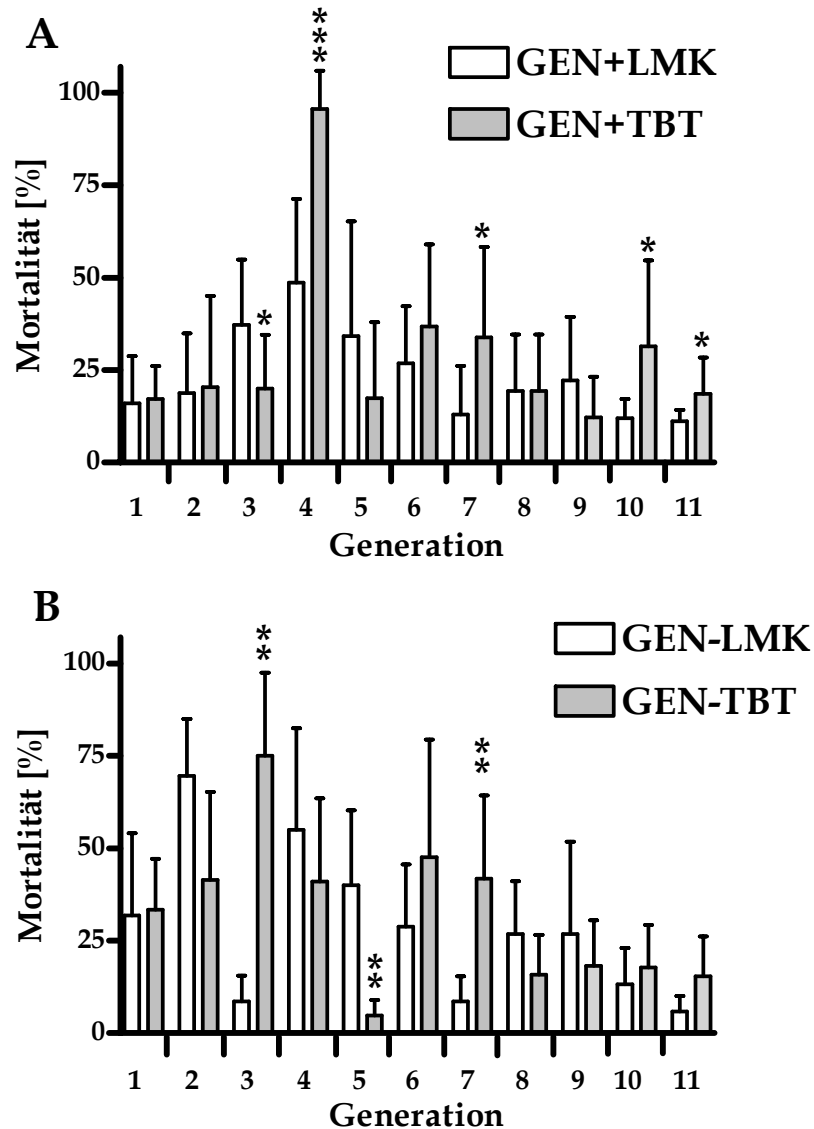 A
GEN+LMK
GEN+TBT
Mortalität [%]
100
75
50
25
0
***
*
*
*
*
1 2 3 4 5 6 7 8 9 10 11
Generation
B
GEN-LMK
GEN-TBT
Mortalität [%]
100
75
50
25
0
**
**
**
1 2 3 4 5 6 7 8 9 10 11
Generation